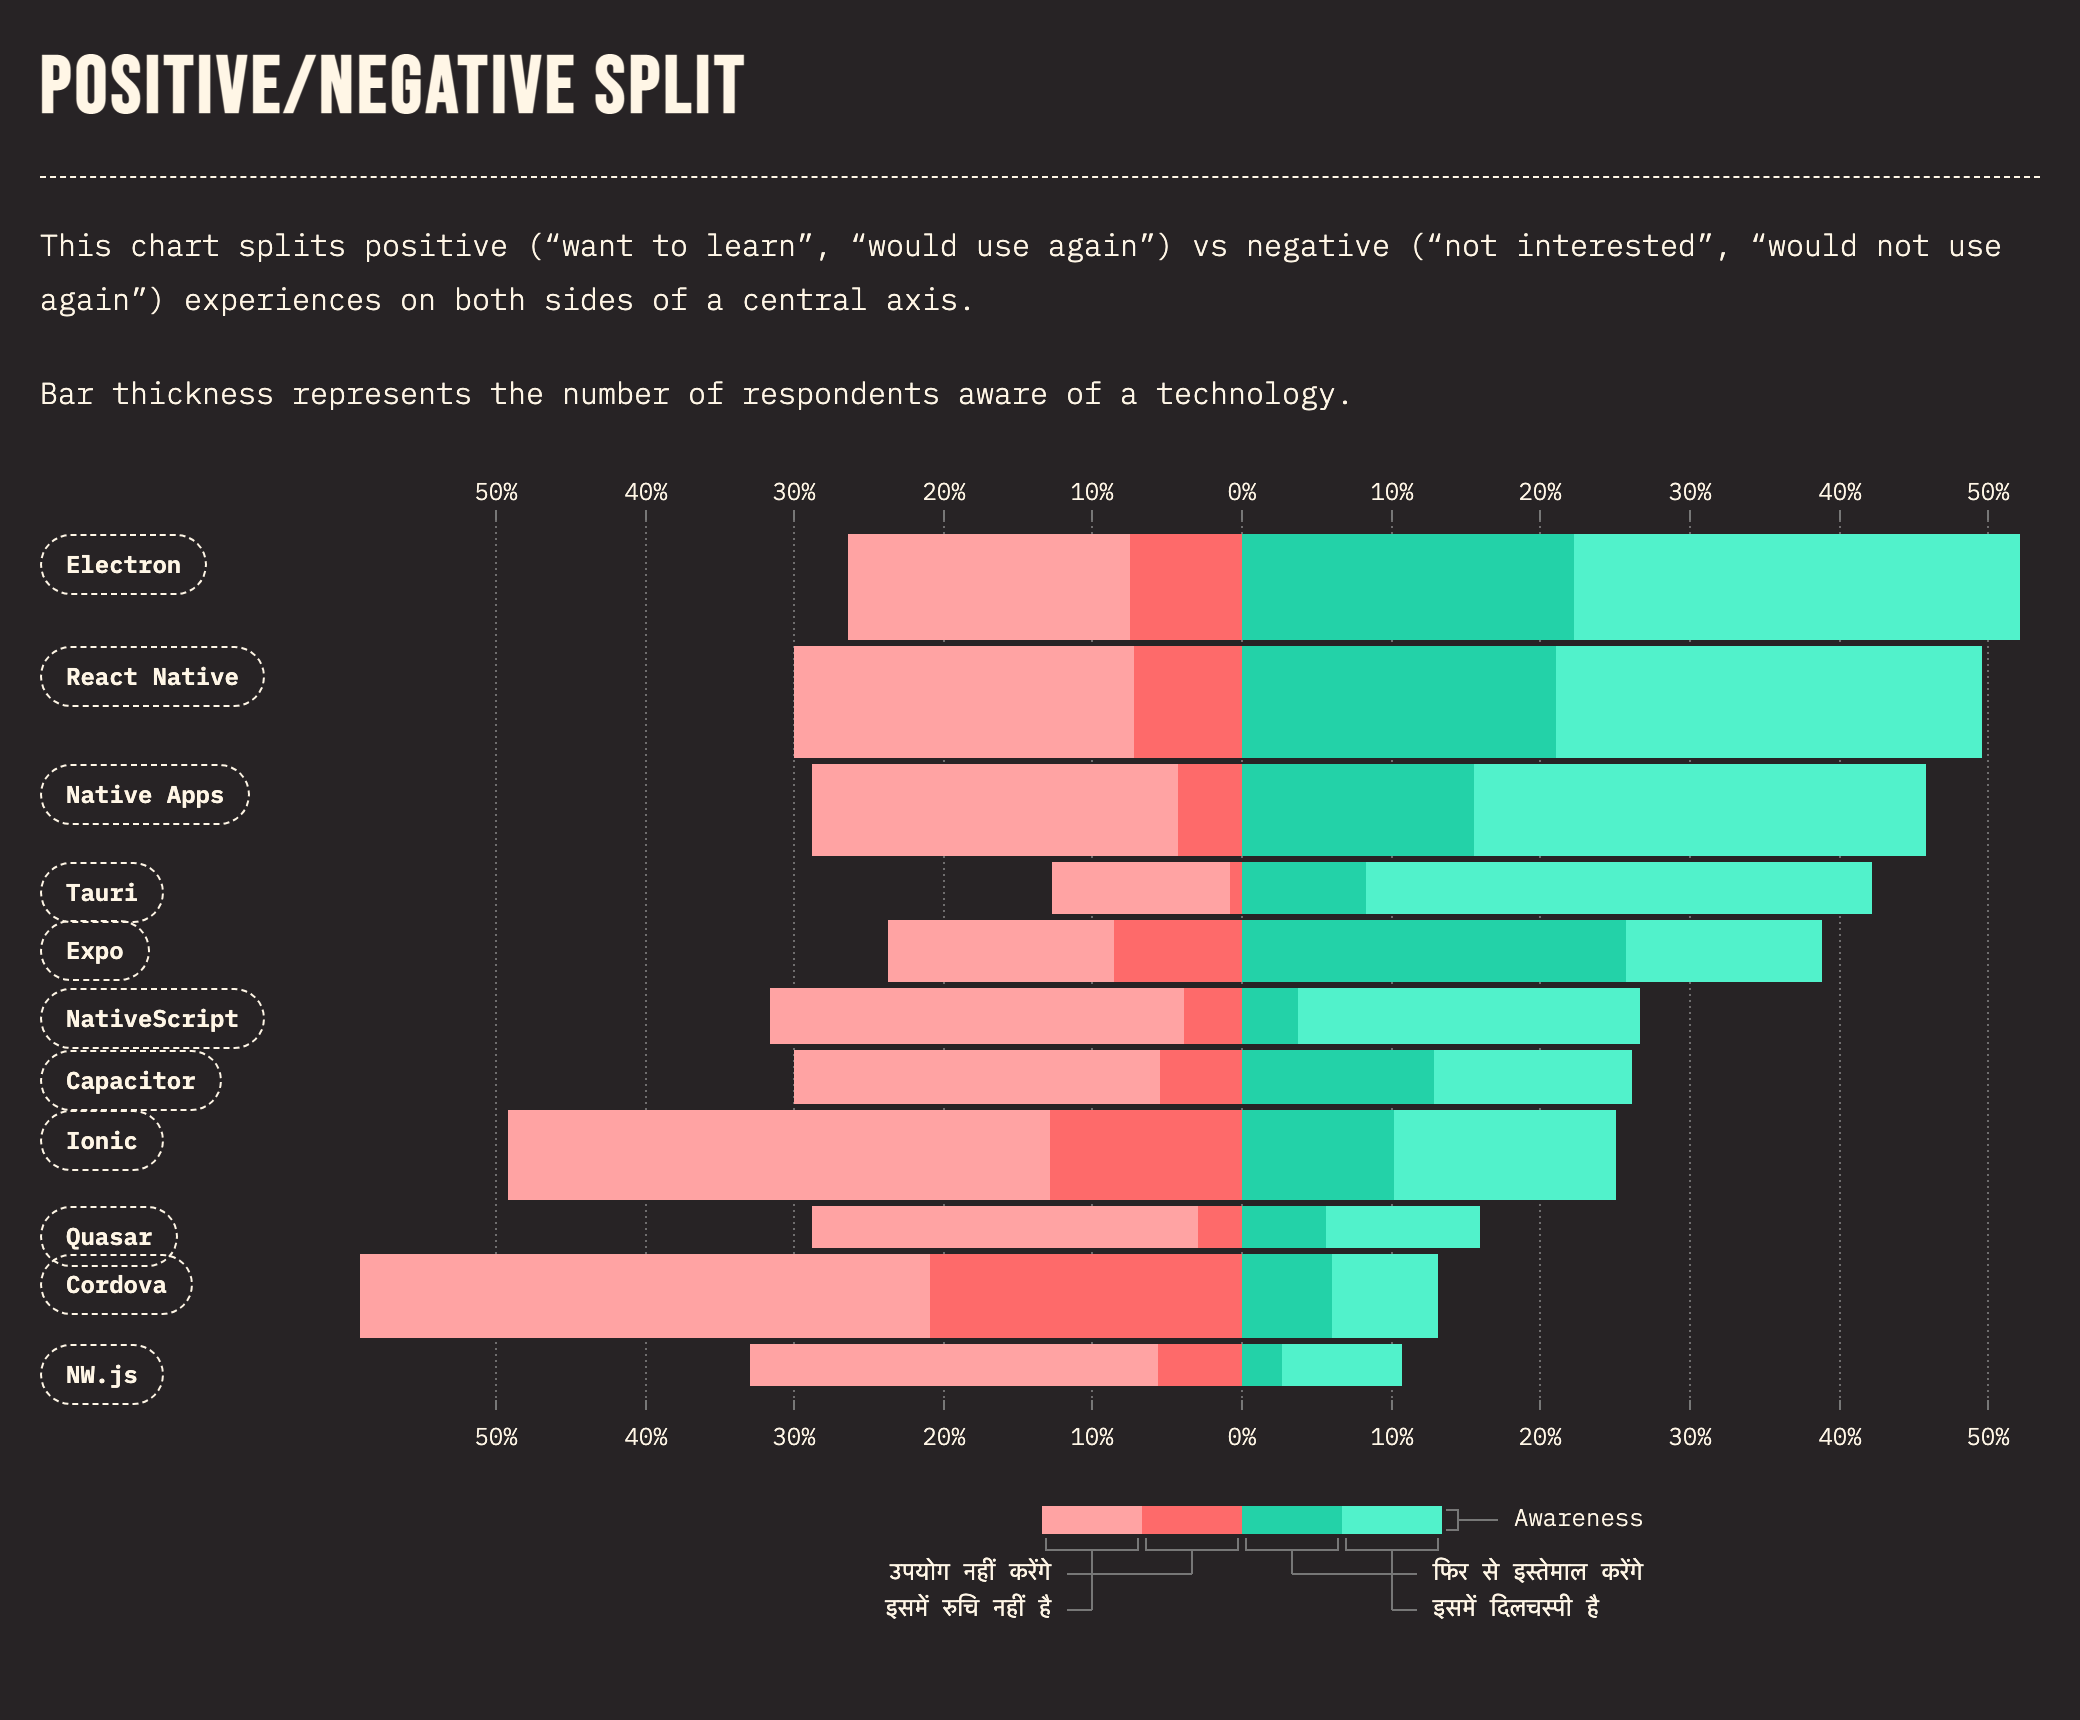 POSITIVE/NEGATIVE SPLIT
This chart splits positive (“want to learn”, “would use again”) vs negative (“not interested”, “would not use
again”) experiences on both sides of a central axis.
Bar thickness represents the number of respondents aware of a technology.
50% 40% 30% 20% 10% 0% 10% 20% 30% 40% 50%
Electron
React Native
Native Apps
Tauri
Expo
NativeScript
Capacitor
Ionic
Quasar
Cordova
NW.js
50% 40% 30% 20% 10% 0% 10% 20% 30% 40% 50%
Awareness
उपयोग नहीं करेंगे फिर से इस्तेमाल करेंगे
इसमें रुचि नहीं है इसमें दिलचस्पी है